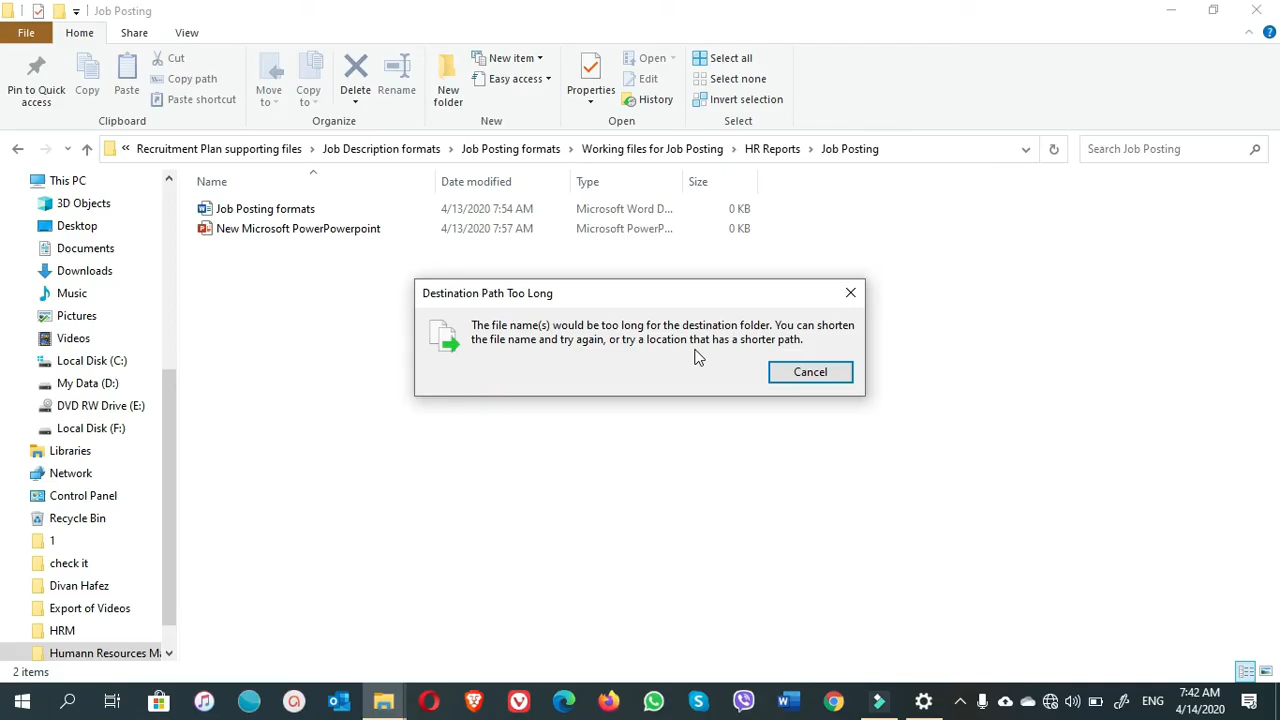 Job Posting
File Home Share View
Pin to Quick access
Copy
Paste
Cut
Copy path
Paste shortcut
Clipboard
Move to
Copy to
Delete
Rename
Organize
New folder
New item
Easy access
New
Properties
Open
Edit
History
Open
Select all
Select none
Invert selection
Select
« Recruitment Plan supporting files › Job Description formats › Job Posting formats › Working files for Job Posting › HR Reports › Job Posting
Search Job Posting
This PC
3D Objects
Desktop
Documents
Downloads
Music
Pictures
Videos
Local Disk (C:)
My Data (D:)
DVD RW Drive (E:)
Local Disk (F:)
Libraries
Network
Control Panel
Recycle Bin
1
check it
Divan Hafez
Export of Videos
HRM
Humann Resources Ma
Name Date modified Type Size
Job Posting formats 4/13/2020 7:54 AM Microsoft Word D... 0 KB
New Microsoft PowerPowerpoint 4/13/2020 7:57 AM Microsoft PowerP... 0 KB
Destination Path Too Long
The file name(s) would be too long for the destination folder. You can shorten
the file name and try again, or try a location that has a shorter path.
Cancel
2 items
ENG
7:42 AM
4/14/2020